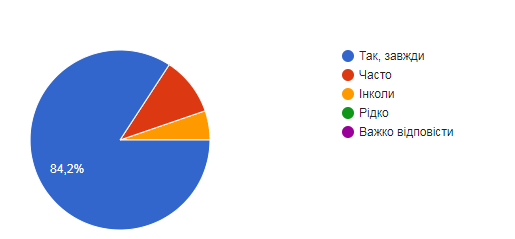 Так, завжди
Часто
Інколи
Рідко
Важко відповісти
84,2%